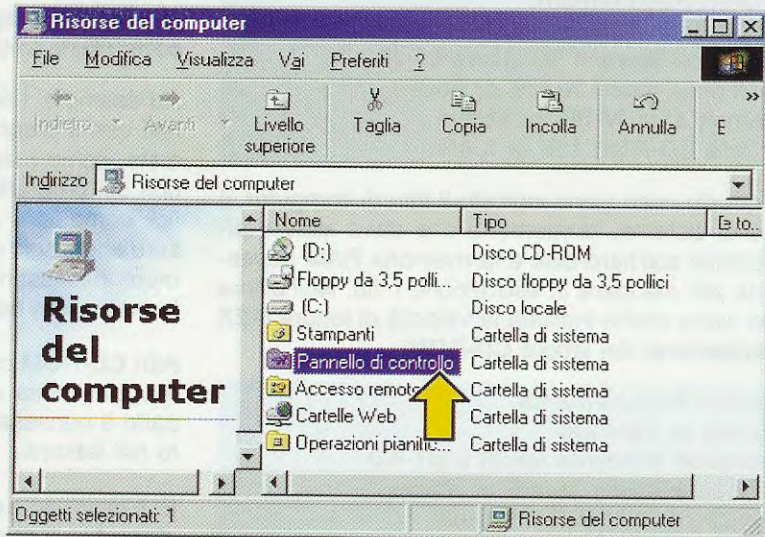 Risorse del computer
File Modifica Visualizza Vai Preferiti ?
Indietro Avanti Livello superiore Taglia Copia Incolla Annulla E »
Indirizzo Risorse del computer
Risorse
del
computer
Nome Tipo
(D:) Disco CD-ROM
Floppy da 3,5 polli... Disco floppy da 3,5 pollici
(C:) Disco locale
Stampanti Cartella di sistema
Pannello di controllo Cartella di sistema
Accesso remoto Cartella di sistema
Cartelle Web Cartella di sistema
Operazioni pianific... Cartella di sistema
Oggetti selezionati: 1 Risorse del computer